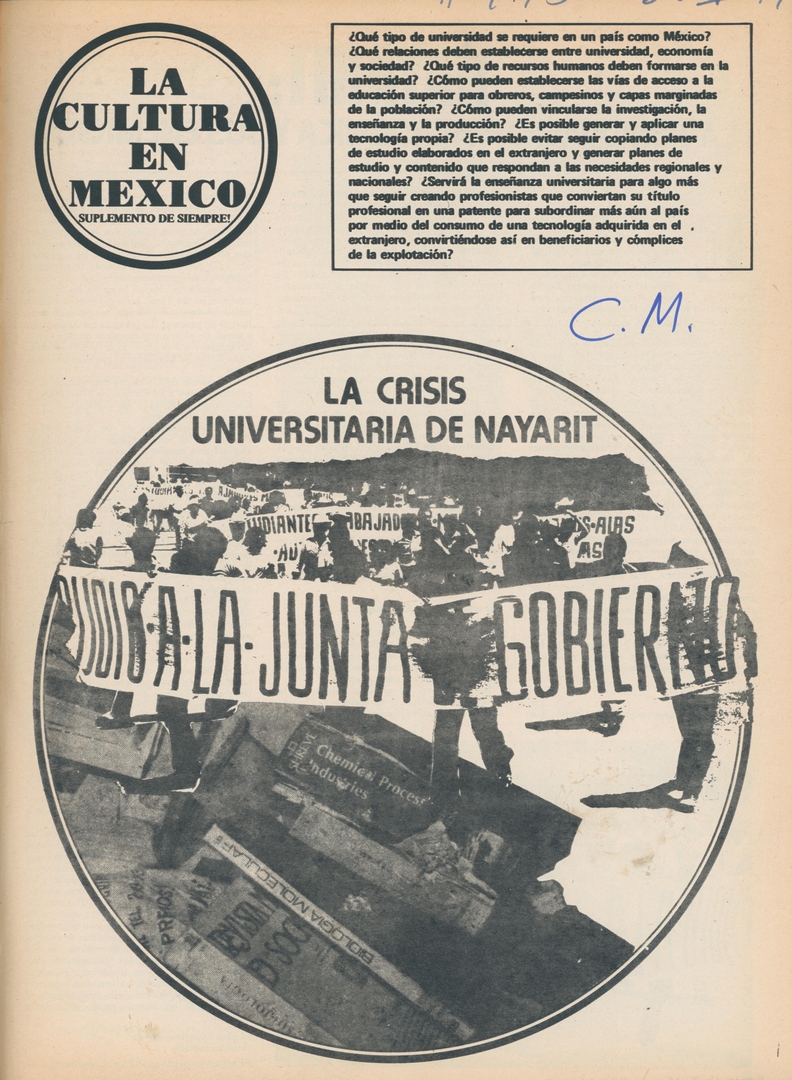 LA
CULTURA
EN
MEXICO
SUPLEMENTO DE SIEMPRE!
¿Qué tipo de universidad se requiere en un país como México?
¿Qué relaciones deben establecerse entre universidad, economía
y sociedad? ¿Qué tipo de recursos humanos deben formarse en la
universidad? ¿Cómo pueden establecerse las vías de acceso a la
educación superior para obreros, campesinos y capas marginadas
de la población? ¿Cómo pueden vincularse la investigación, la
enseñanza y la producción? ¿Es posible generar y aplicar una
tecnología propia? ¿Es posible evitar seguir copiando planes
de estudio elaborados en el extranjero y generar planes de
estudio y contenido que respondan a las necesidades regionales y
nacionales? ¿Servirá la enseñanza universitaria para algo más
que seguir creando profesionistas que conviertan su título
profesional en una patente para subordinar más aún al país
por medio del consumo de una tecnología adquirida en el
extranjero, convirtiéndose así en beneficiarios y cómplices
de la explotación?
C.M.
LA CRISIS
UNIVERSITARIA DE NAYARIT
A·LA·JUNTA GOBIERNO
Chemical Process
Industries
BIOLOGIA MOLECULAR